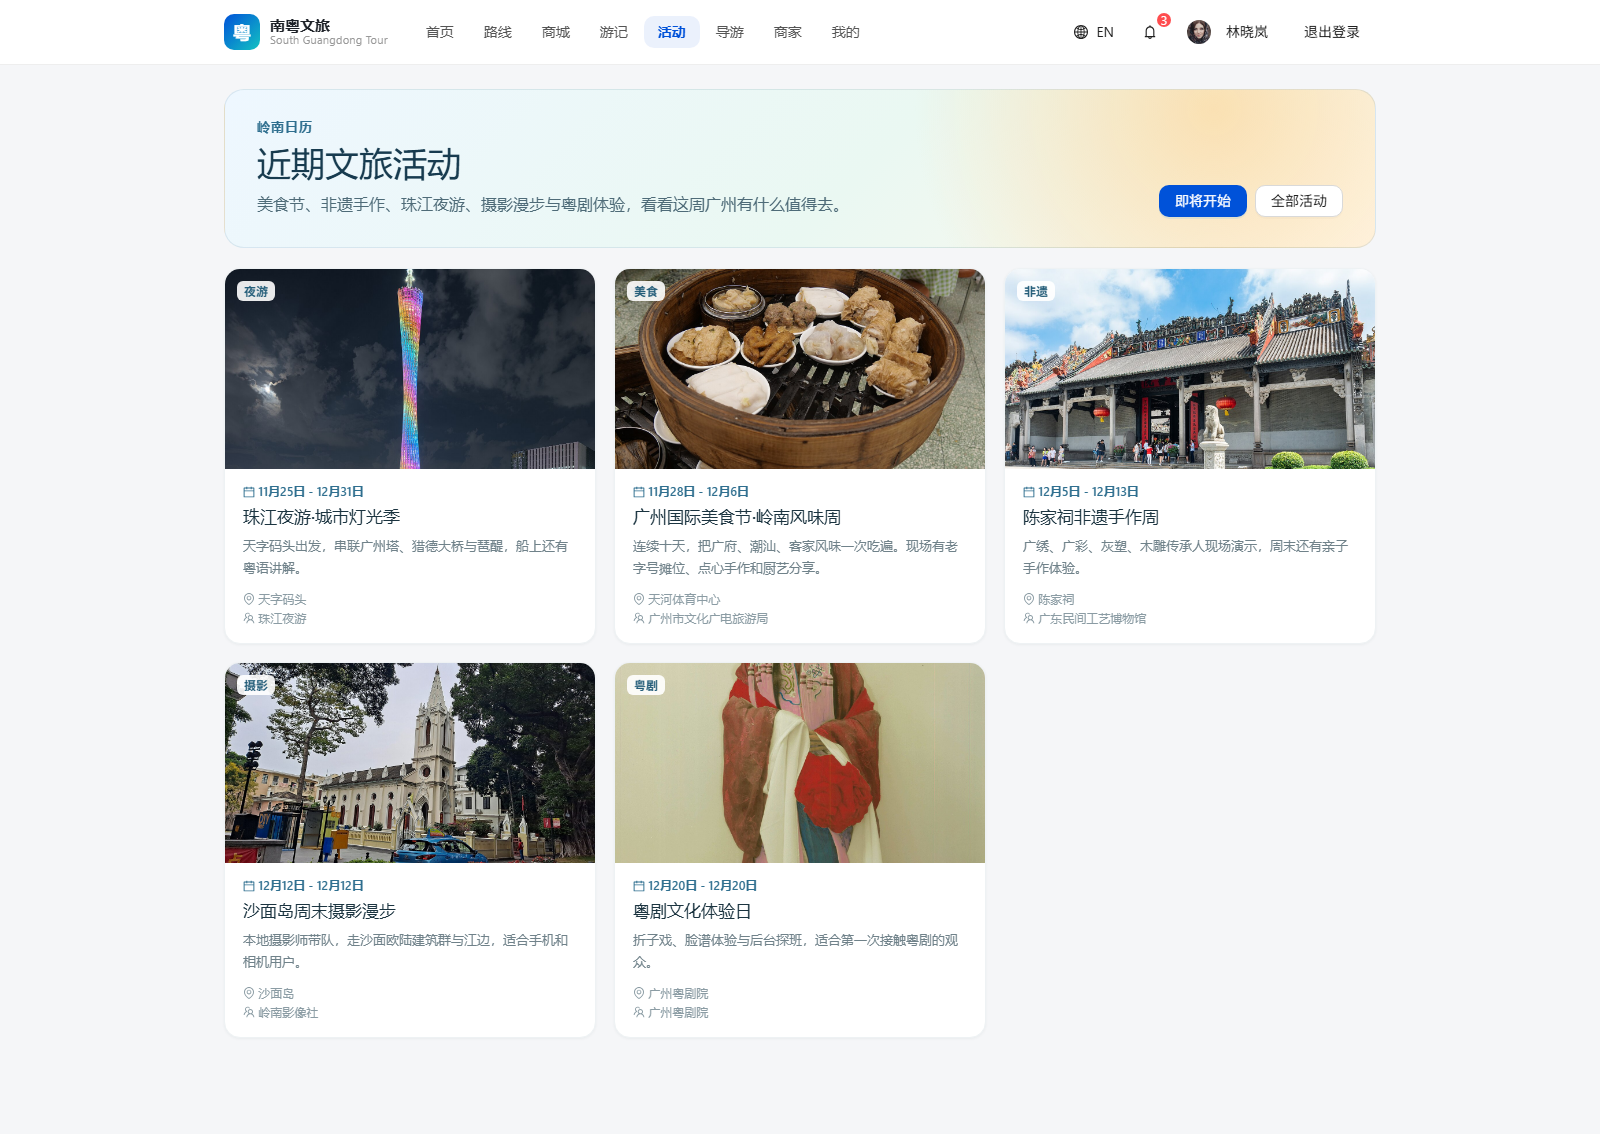 粤
南粤文旅
South Guangdong Tour
首页
路线
商城
游记
活动
导游
商家
我的
EN
3
林晓岚
退出登录
岭南日历
近期文旅活动
美食节、非遗手作、珠江夜游、摄影漫步与粤剧体验，看看这周广州有什么值得去。
即将开始
全部活动
夜游
11月25日 - 12月31日
珠江夜游·城市灯光季
天字码头出发，串联广州塔、猎德大桥与琶醍，船上还有
粤语讲解。
天字码头
珠江夜游
美食
11月28日 - 12月6日
广州国际美食节·岭南风味周
连续十天，把广府、潮汕、客家风味一次吃遍。现场有老
字号摊位、点心手作和厨艺分享。
天河体育中心
广州市文化广电旅游局
非遗
12月5日 - 12月13日
陈家祠非遗手作周
广绣、广彩、灰塑、木雕传承人现场演示，周末还有亲子
手作体验。
陈家祠
广东民间工艺博物馆
摄影
12月12日 - 12月12日
沙面岛周末摄影漫步
本地摄影师带队，走沙面欧陆建筑群与江边，适合手机和
相机用户。
沙面岛
岭南影像社
粤剧
12月20日 - 12月20日
粤剧文化体验日
折子戏、脸谱体验与后台探班，适合第一次接触粤剧的观
众。
广州粤剧院
广州粤剧院